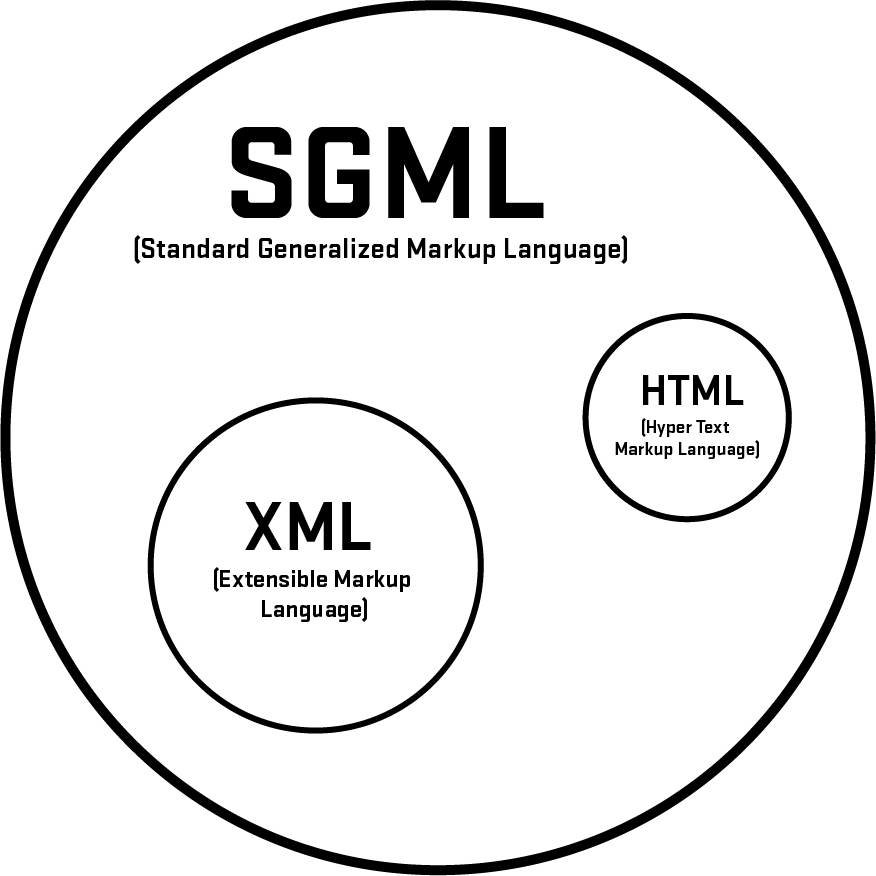 SGML
(Standard Generalized Markup Language)
HTML
(Hyper Text
Markup Language)
XML
(Extensible Markup
Language)